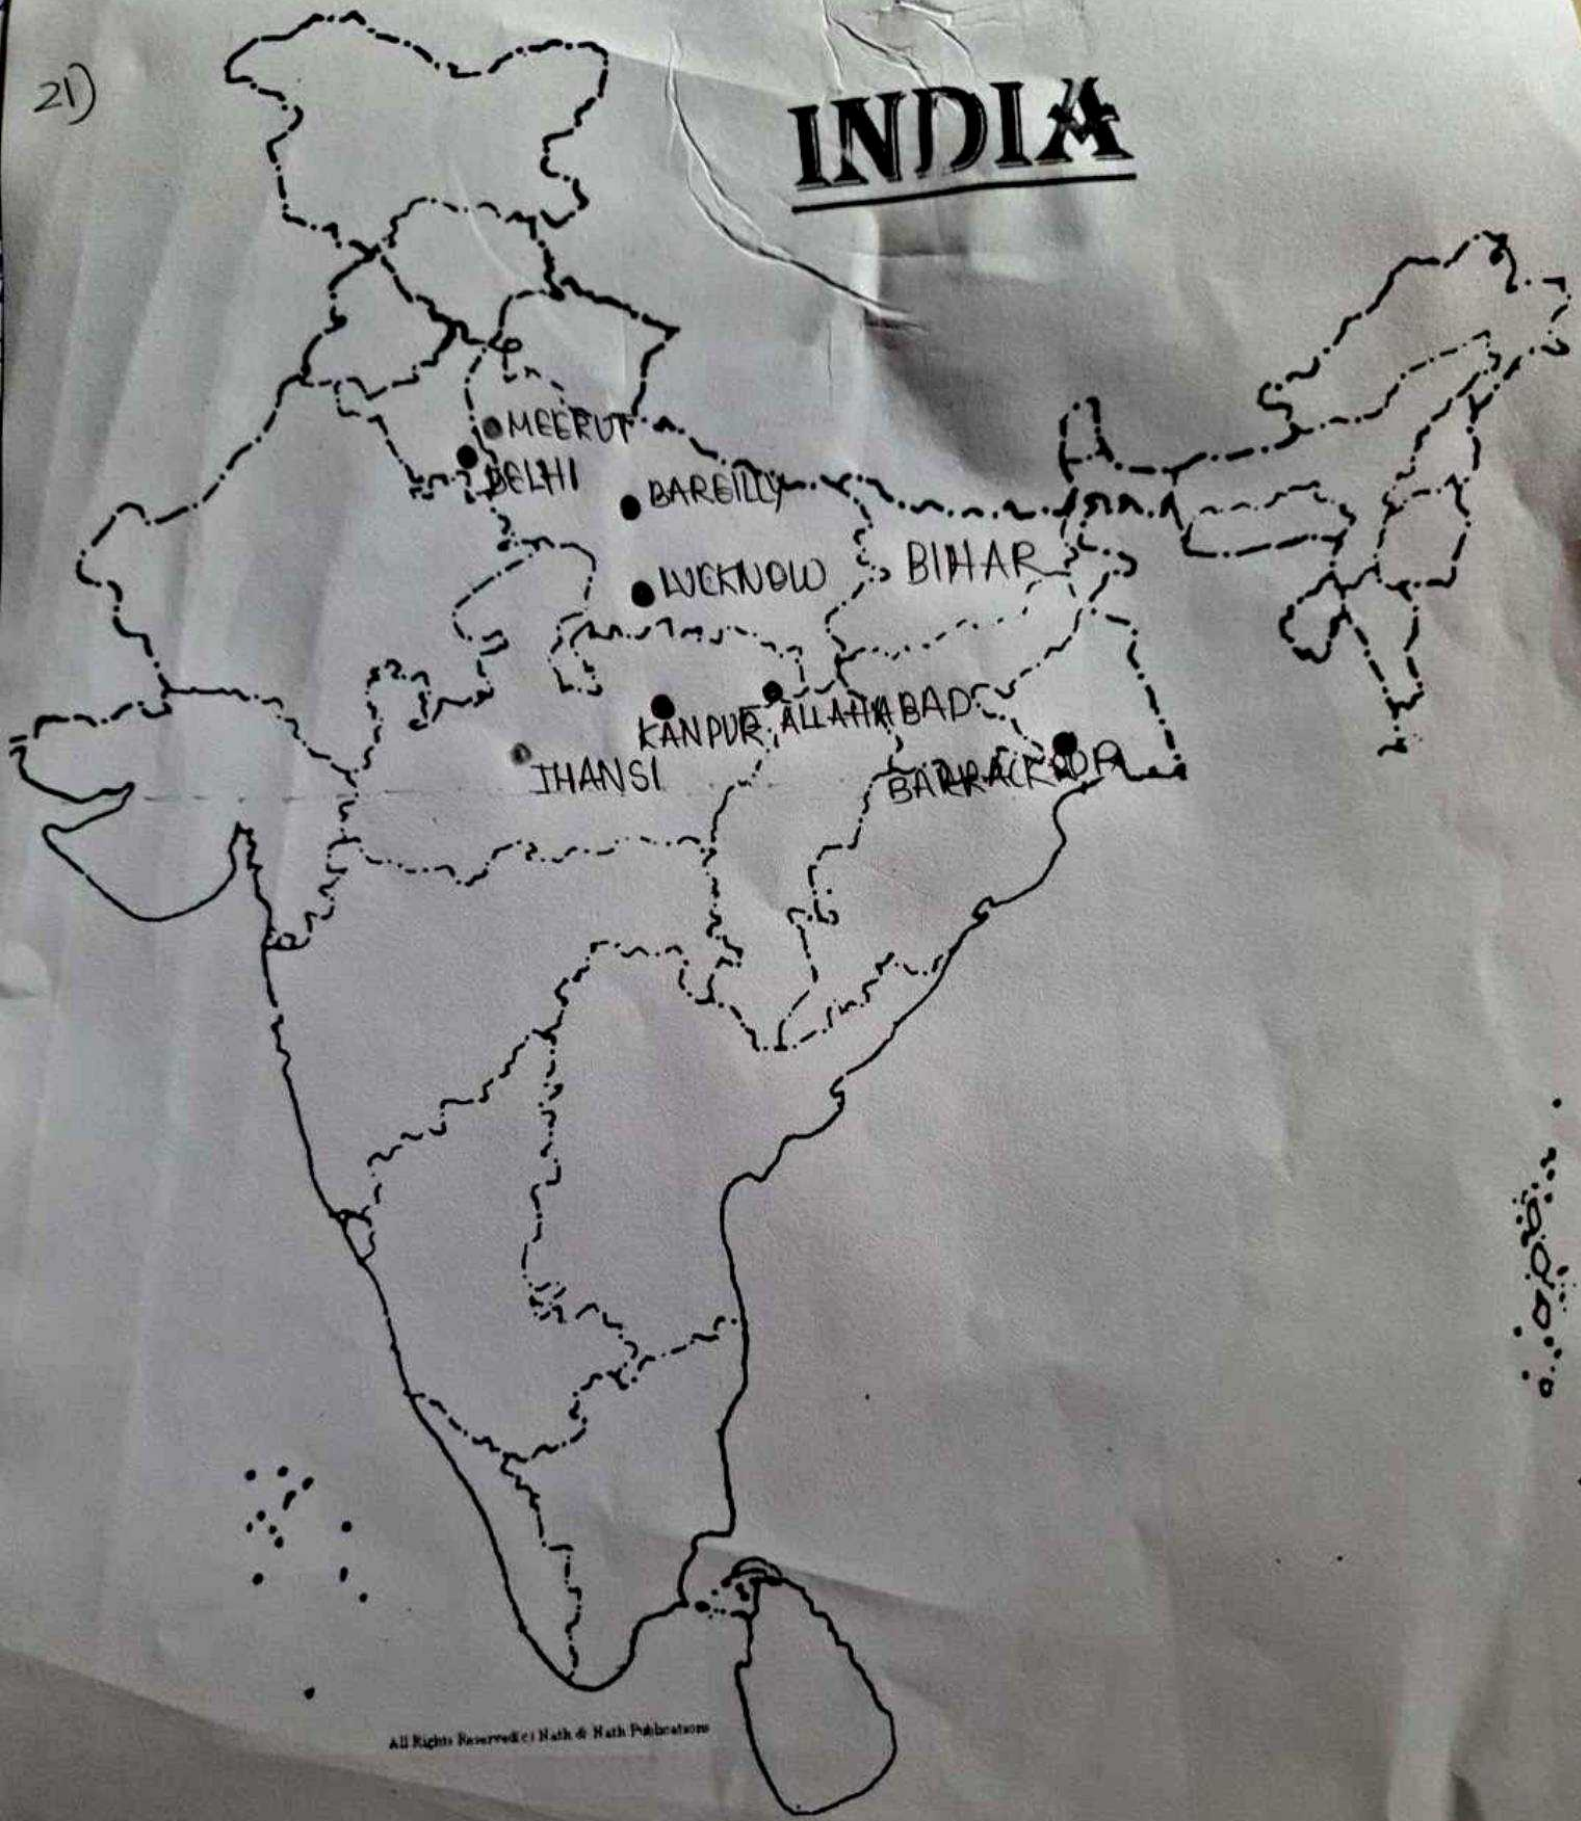 21)
INDIA
MEERUT
DELHI
BAREILLY
LUCKNOW
BIHAR
KANPUR
ALLAHABAD
JHANSI
BARRACKPOR
All Rights Reserved(c) Nath & Nath Publications